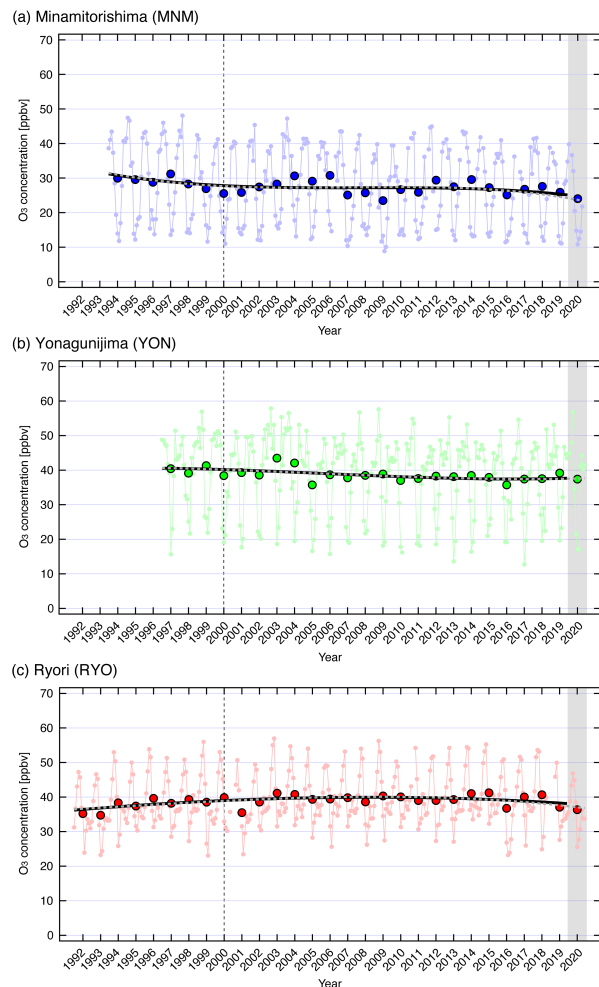 (a) Minamitorishima (MNM)
70
60
50
40
30
20
10
0
O₃ concentration [ppbv]
1992 1993 1994 1995 1996 1997 1998 1999 2000 2001 2002 2003 2004 2005 2006 2007 2008 2009 2010 2011 2012 2013 2014 2015 2016 2017 2018 2019 2020
Year
(b) Yonagunijima (YON)
70
60
50
40
30
20
10
0
O₃ concentration [ppbv]
1992 1993 1994 1995 1996 1997 1998 1999 2000 2001 2002 2003 2004 2005 2006 2007 2008 2009 2010 2011 2012 2013 2014 2015 2016 2017 2018 2019 2020
Year
(c) Ryori (RYO)
70
60
50
40
30
20
10
0
O₃ concentration [ppbv]
1992 1993 1994 1995 1996 1997 1998 1999 2000 2001 2002 2003 2004 2005 2006 2007 2008 2009 2010 2011 2012 2013 2014 2015 2016 2017 2018 2019 2020
Year